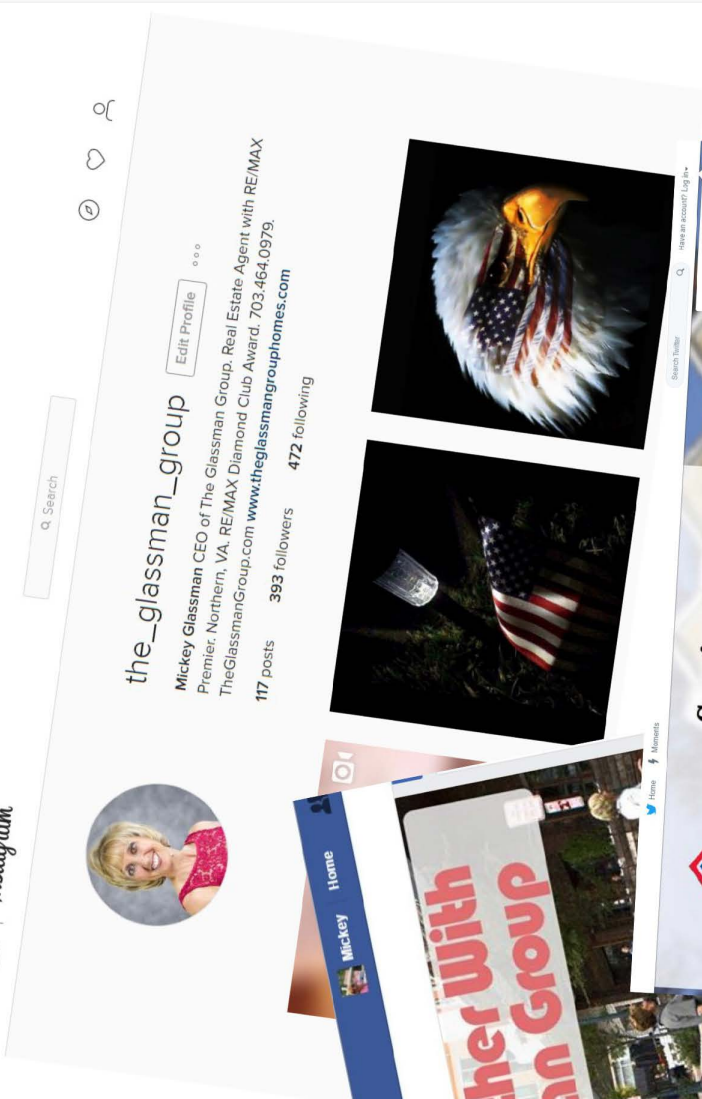 Search
the_glassman_group
Edit Profile
Mickey Glassman CEO of The Glassman Group. Real Estate Agent with RE/MAX
Premier. Northern, VA. RE/MAX Diamond Club Award. 703.464.0979.
TheGlassmanGroup.com www.theglassmangrouphomes.com
117 posts 393 followers 472 following
Mickey Home
her With
n Group
Home Moments
Search Twitter
Have an account? Log in